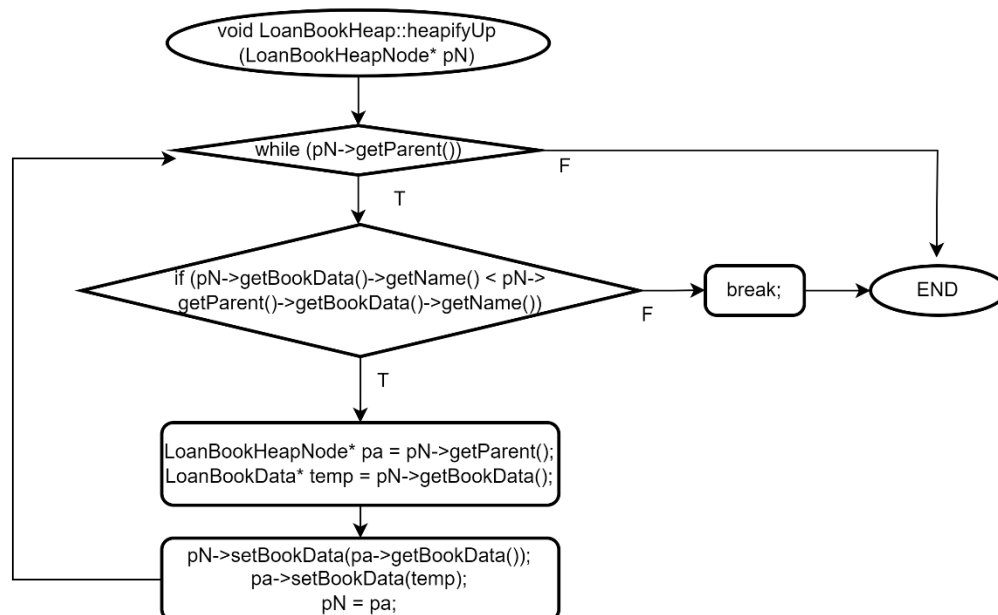 void LoanBookHeap::heapifyUp
(LoanBookHeapNode* pN)
while (pN->getParent())
F
T
if (pN->getBookData()->getName() < pN->
getParent()->getBookData()->getName())
F
break;
END
T
LoanBookHeapNode* pa = pN->getParent();
LoanBookData* temp = pN->getBookData();
pN->setBookData(pa->getBookData());
pa->setBookData(temp);
pN = pa;